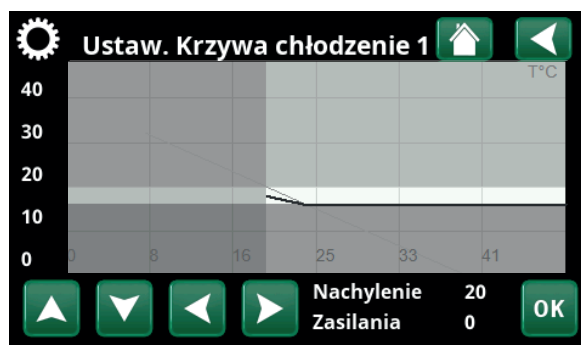 Ustaw. Krzywa chłodzenie 1
T°C
40
30
20
10
0
0 8 16 25 33 41
Nachylenie 20
Zasilania 0
OK